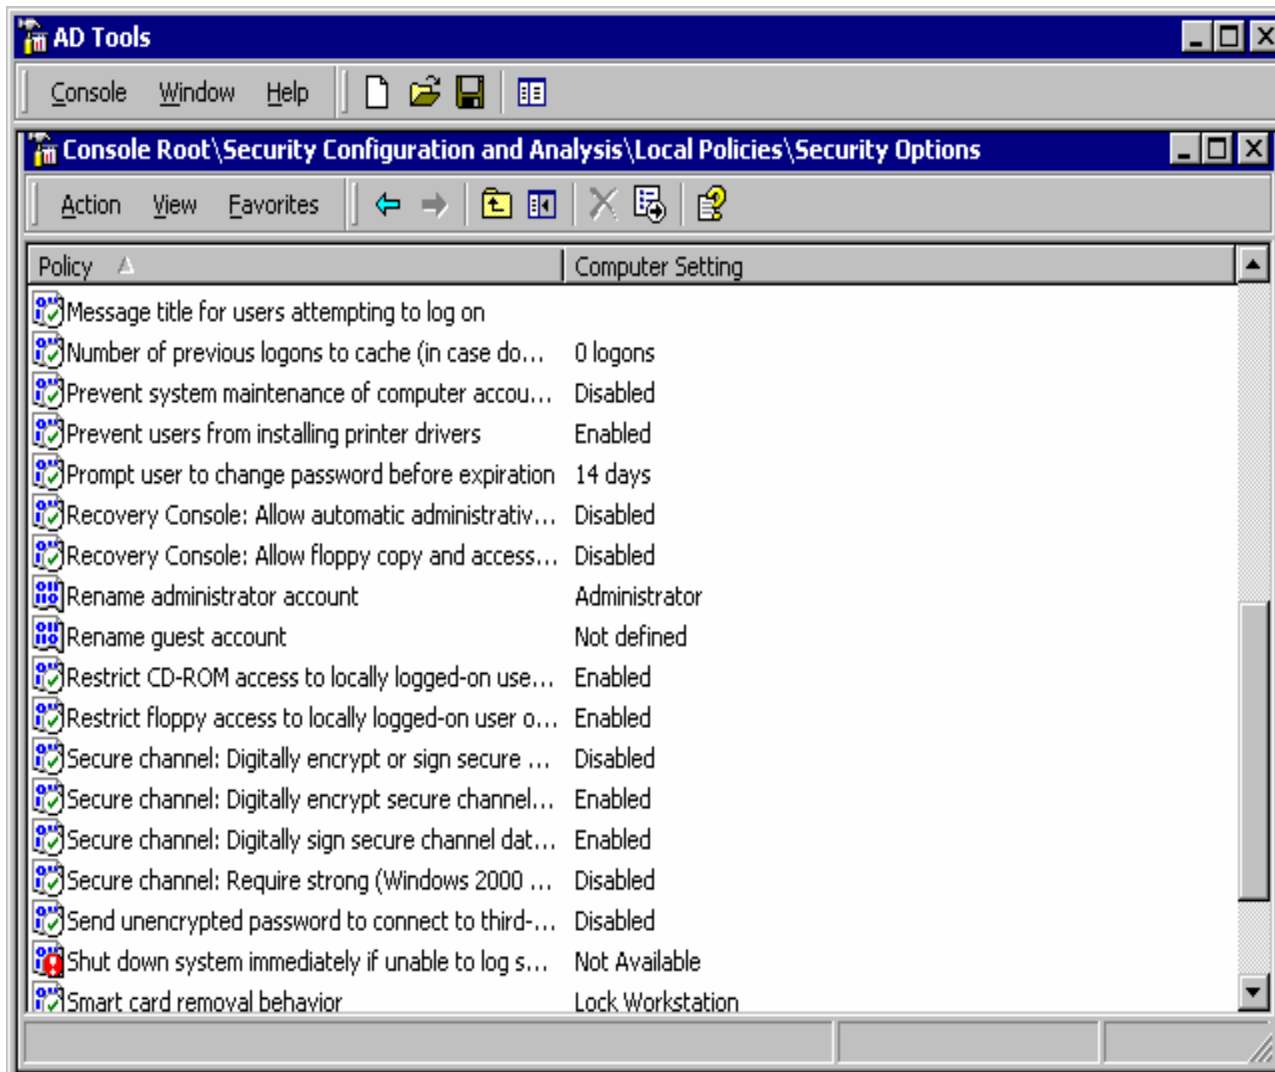 AD Tools
Console Window Help
Console Root\Security Configuration and Analysis\Local Policies\Security Options
Action View Favorites
Policy Computer Setting
Message title for users attempting to log on
Number of previous logons to cache (in case do... 0 logons
Prevent system maintenance of computer accou... Disabled
Prevent users from installing printer drivers Enabled
Prompt user to change password before expiration 14 days
Recovery Console: Allow automatic administrativ... Disabled
Recovery Console: Allow floppy copy and access... Disabled
Rename administrator account Administrator
Rename guest account Not defined
Restrict CD-ROM access to locally logged-on use... Enabled
Restrict floppy access to locally logged-on user o... Enabled
Secure channel: Digitally encrypt or sign secure ... Disabled
Secure channel: Digitally encrypt secure channel... Enabled
Secure channel: Digitally sign secure channel dat... Enabled
Secure channel: Require strong (Windows 2000 ... Disabled
Send unencrypted password to connect to third-... Disabled
Shut down system immediately if unable to log s... Not Available
Smart card removal behavior Lock Workstation